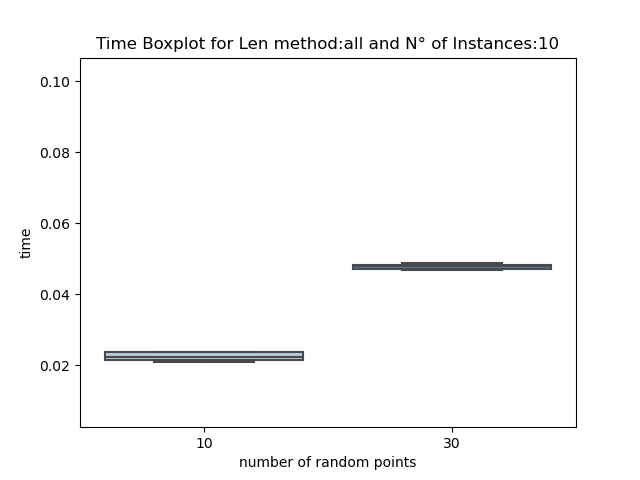 Time Boxplot for Len method:all and N° of Instances:10
0.10
0.08
0.06
0.04
0.02
time
10
30
number of random points